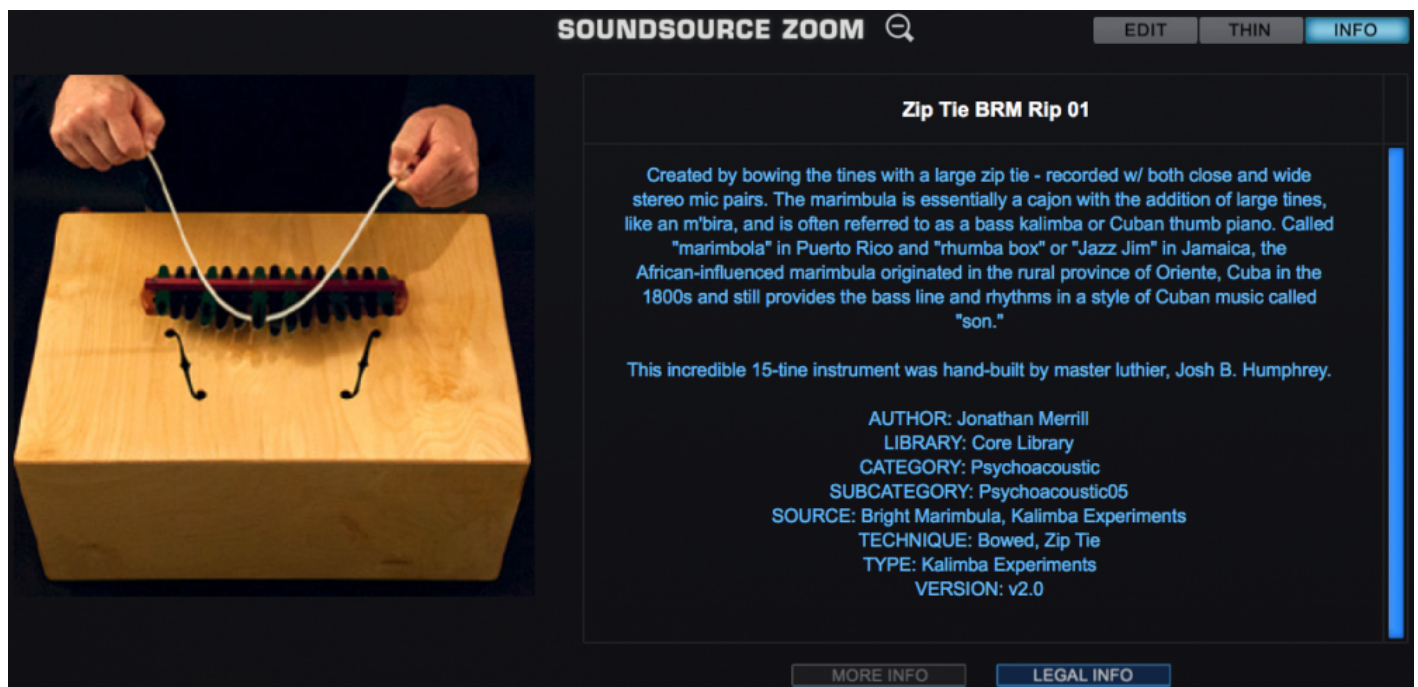 SOUNDSOURCE ZOOM
EDIT THIN INFO
Zip Tie BRM Rip 01
Created by bowing the tines with a large zip tie - recorded w/ both close and wide
stereo mic pairs. The marimbula is essentially a cajon with the addition of large tines,
like an m'bira, and is often referred to as a bass kalimba or Cuban thumb piano. Called
"marimbola" in Puerto Rico and "rhumba box" or "Jazz Jim" in Jamaica, the
African-influenced marimbula originated in the rural province of Oriente, Cuba in the
1800s and still provides the bass line and rhythms in a style of Cuban music called
"son."
This incredible 15-tine instrument was hand-built by master luthier, Josh B. Humphrey.
AUTHOR: Jonathan Merrill
LIBRARY: Core Library
CATEGORY: Psychoacoustic
SUBCATEGORY: Psychoacoustic05
SOURCE: Bright Marimbula, Kalimba Experiments
TECHNIQUE: Bowed, Zip Tie
TYPE: Kalimba Experiments
VERSION: v2.0
MORE INFO LEGAL INFO